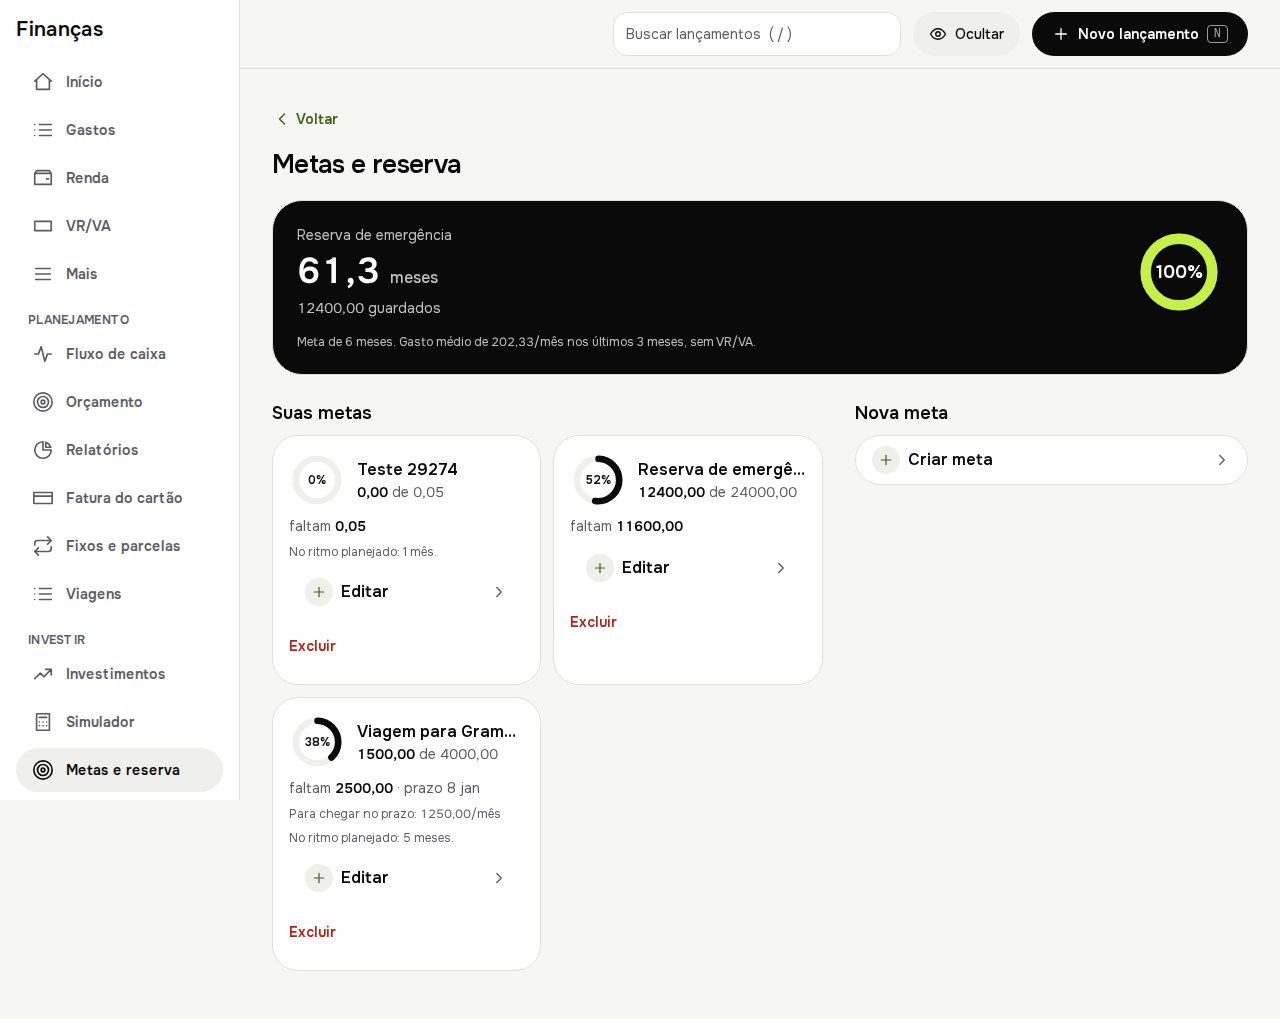 Finanças
Início
Gastos
Renda
VR/VA
Mais
PLANEJAMENTO
Fluxo de caixa
Orçamento
Relatórios
Fatura do cartão
Fixos e parcelas
Viagens
INVESTIR
Investimentos
Simulador
Metas e reserva
Buscar lançamentos ( / )
Ocultar
Novo lançamento N
Voltar
Metas e reserva
Reserva de emergência
61,3 meses
12400,00 guardados
Meta de 6 meses. Gasto médio de 202,33/mês nos últimos 3 meses, sem VR/VA.
100%
Suas metas
0%
Teste 29274
0,00 de 0,05
faltam 0,05
No ritmo planejado: 1 mês.
Editar
Excluir
52%
Reserva de emergê...
12400,00 de 24000,00
faltam 11600,00
Editar
Excluir
38%
Viagem para Gram...
1500,00 de 4000,00
faltam 2500,00 · prazo 8 jan
Para chegar no prazo: 1250,00/mês
No ritmo planejado: 5 meses.
Editar
Excluir
Nova meta
Criar meta